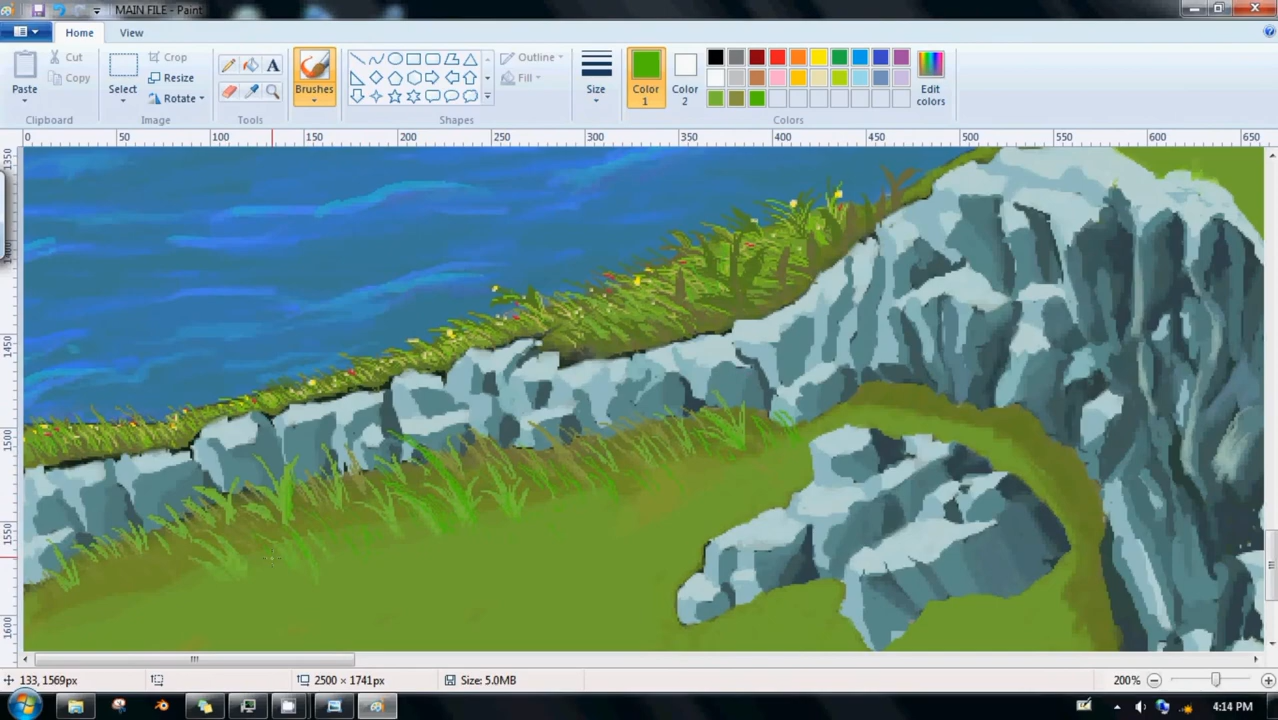 MAIN FILE - Paint
Home View
Paste
Cut
Copy
Clipboard
Select
Crop
Resize
Rotate
Image
A
Tools
Brushes
Outline
Fill
Shapes
Size
Color 1
Color 2
Edit colors
Colors
0 50 100 150 200 250 300 350 400 450 500 550 600 650
1350
1400
1450
1500
1550
1600
133, 1569px 2500 × 1741px Size: 5.0MB 200%
4:14 PM